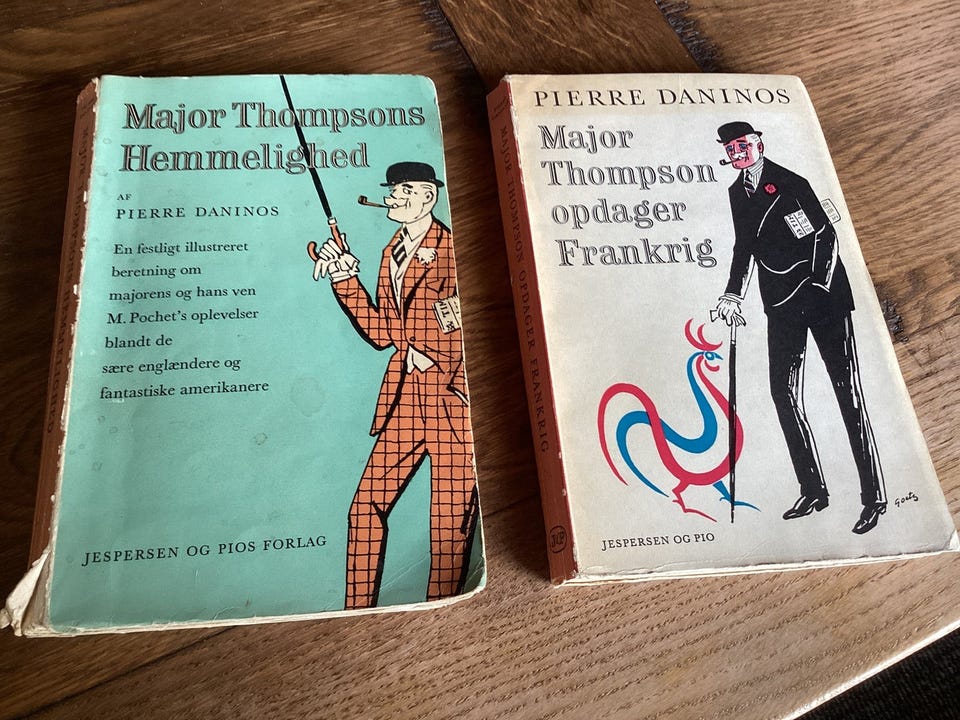 Major Thompsons
Hemmelighed
AF
PIERRE DANINOS
En festligt illustreret
beretning om
majorens og hans ven
M. Pochet's oplevelser
blandt de
sære englændere og
fantastiske amerikanere
JESPERSEN OG PIOS FORLAG
MAJOR THOMPSON OPDAGER FRANKRIG
PIERRE DANINOS
Major
Thompson
opdager
Frankrig
Goetz
JESPERSEN OG PIO